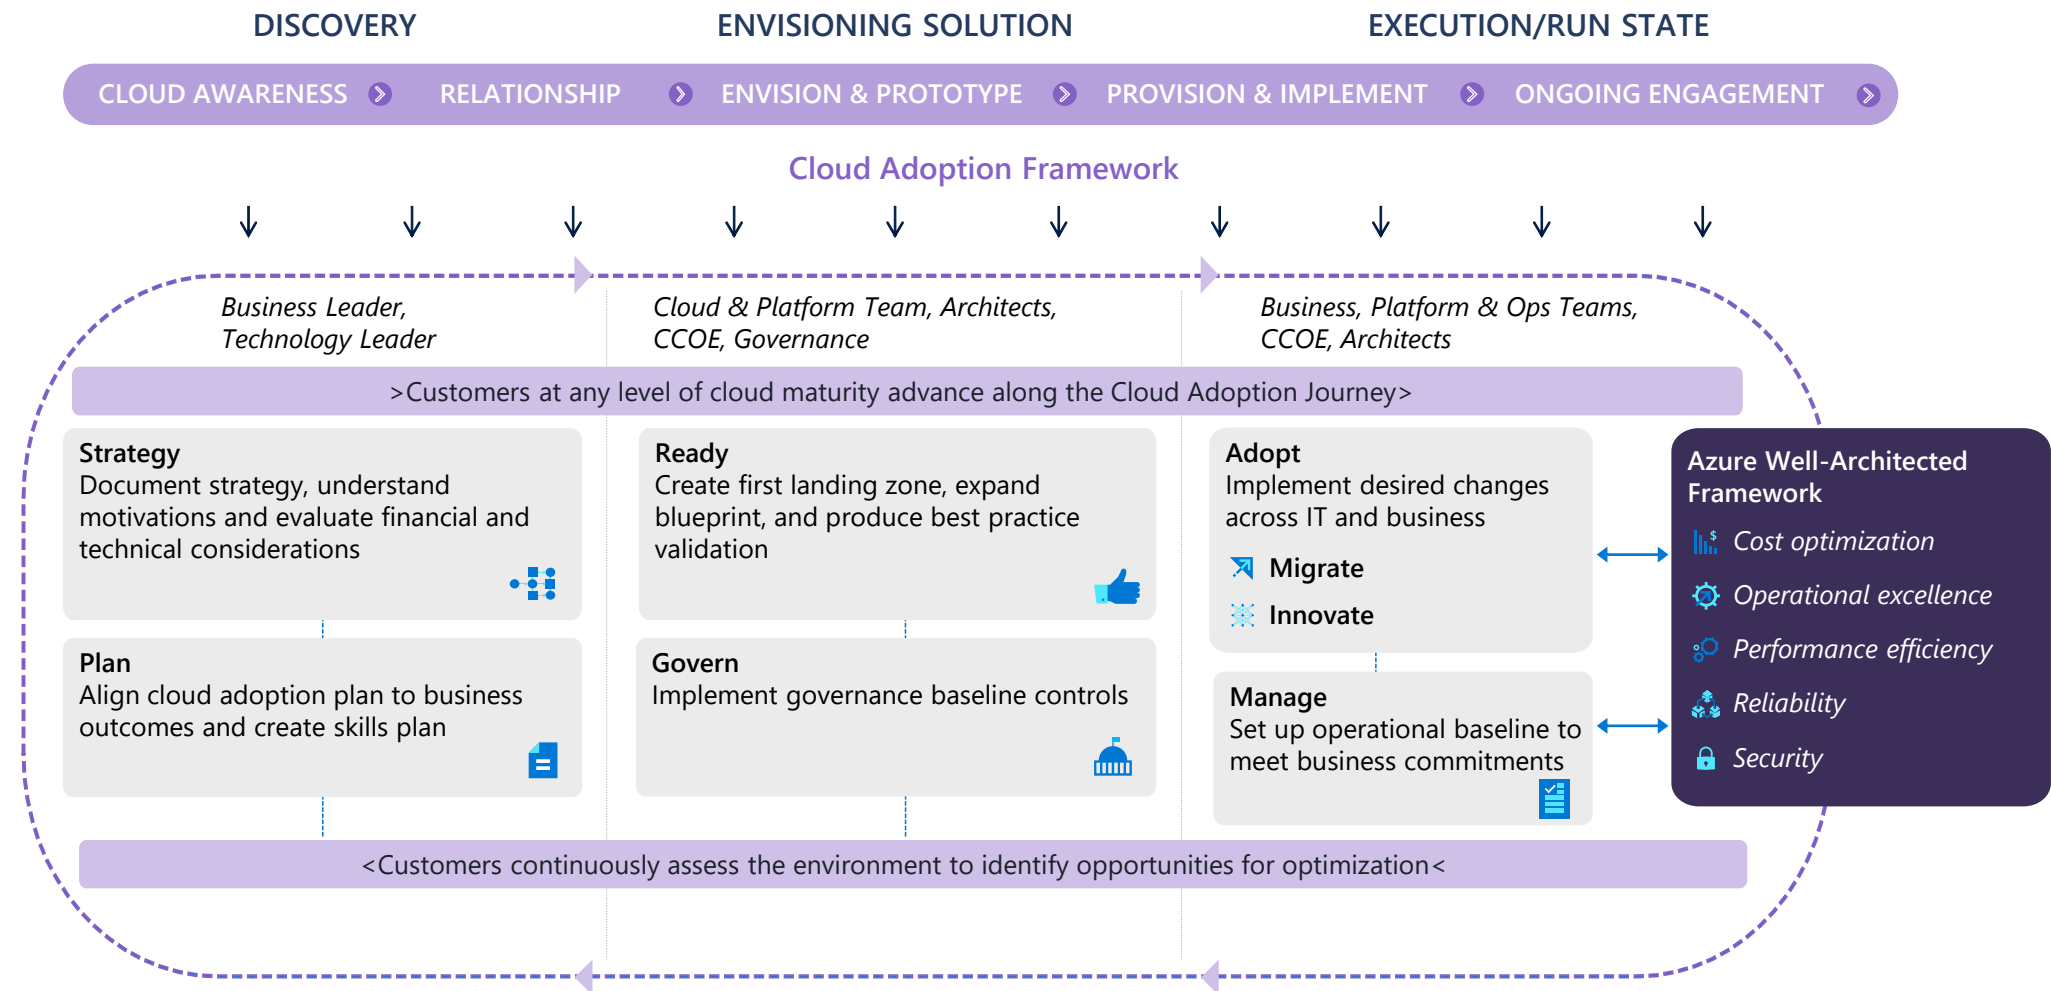 DISCOVERY
ENVISIONING SOLUTION
EXECUTION/RUN STATE
CLOUD AWARENESS
RELATIONSHIP
ENVISION & PROTOTYPE
PROVISION & IMPLEMENT
ONGOING ENGAGEMENT
Cloud Adoption Framework
Business Leader,
Technology Leader
Cloud & Platform Team, Architects,
CCOE, Governance
Business, Platform & Ops Teams,
CCOE, Architects
>Customers at any level of cloud maturity advance along the Cloud Adoption Journey>
Strategy
Document strategy, understand
motivations and evaluate financial and
technical considerations
Plan
Align cloud adoption plan to business
outcomes and create skills plan
Ready
Create first landing zone, expand
blueprint, and produce best practice
validation
Govern
Implement governance baseline controls
Adopt
Implement desired changes
across IT and business
Migrate
Innovate
Manage
Set up operational baseline to
meet business commitments
Azure Well-Architected
Framework
$
Cost optimization
Operational excellence
Performance efficiency
Reliability
Security
<Customers continuously assess the environment to identify opportunities for optimization<